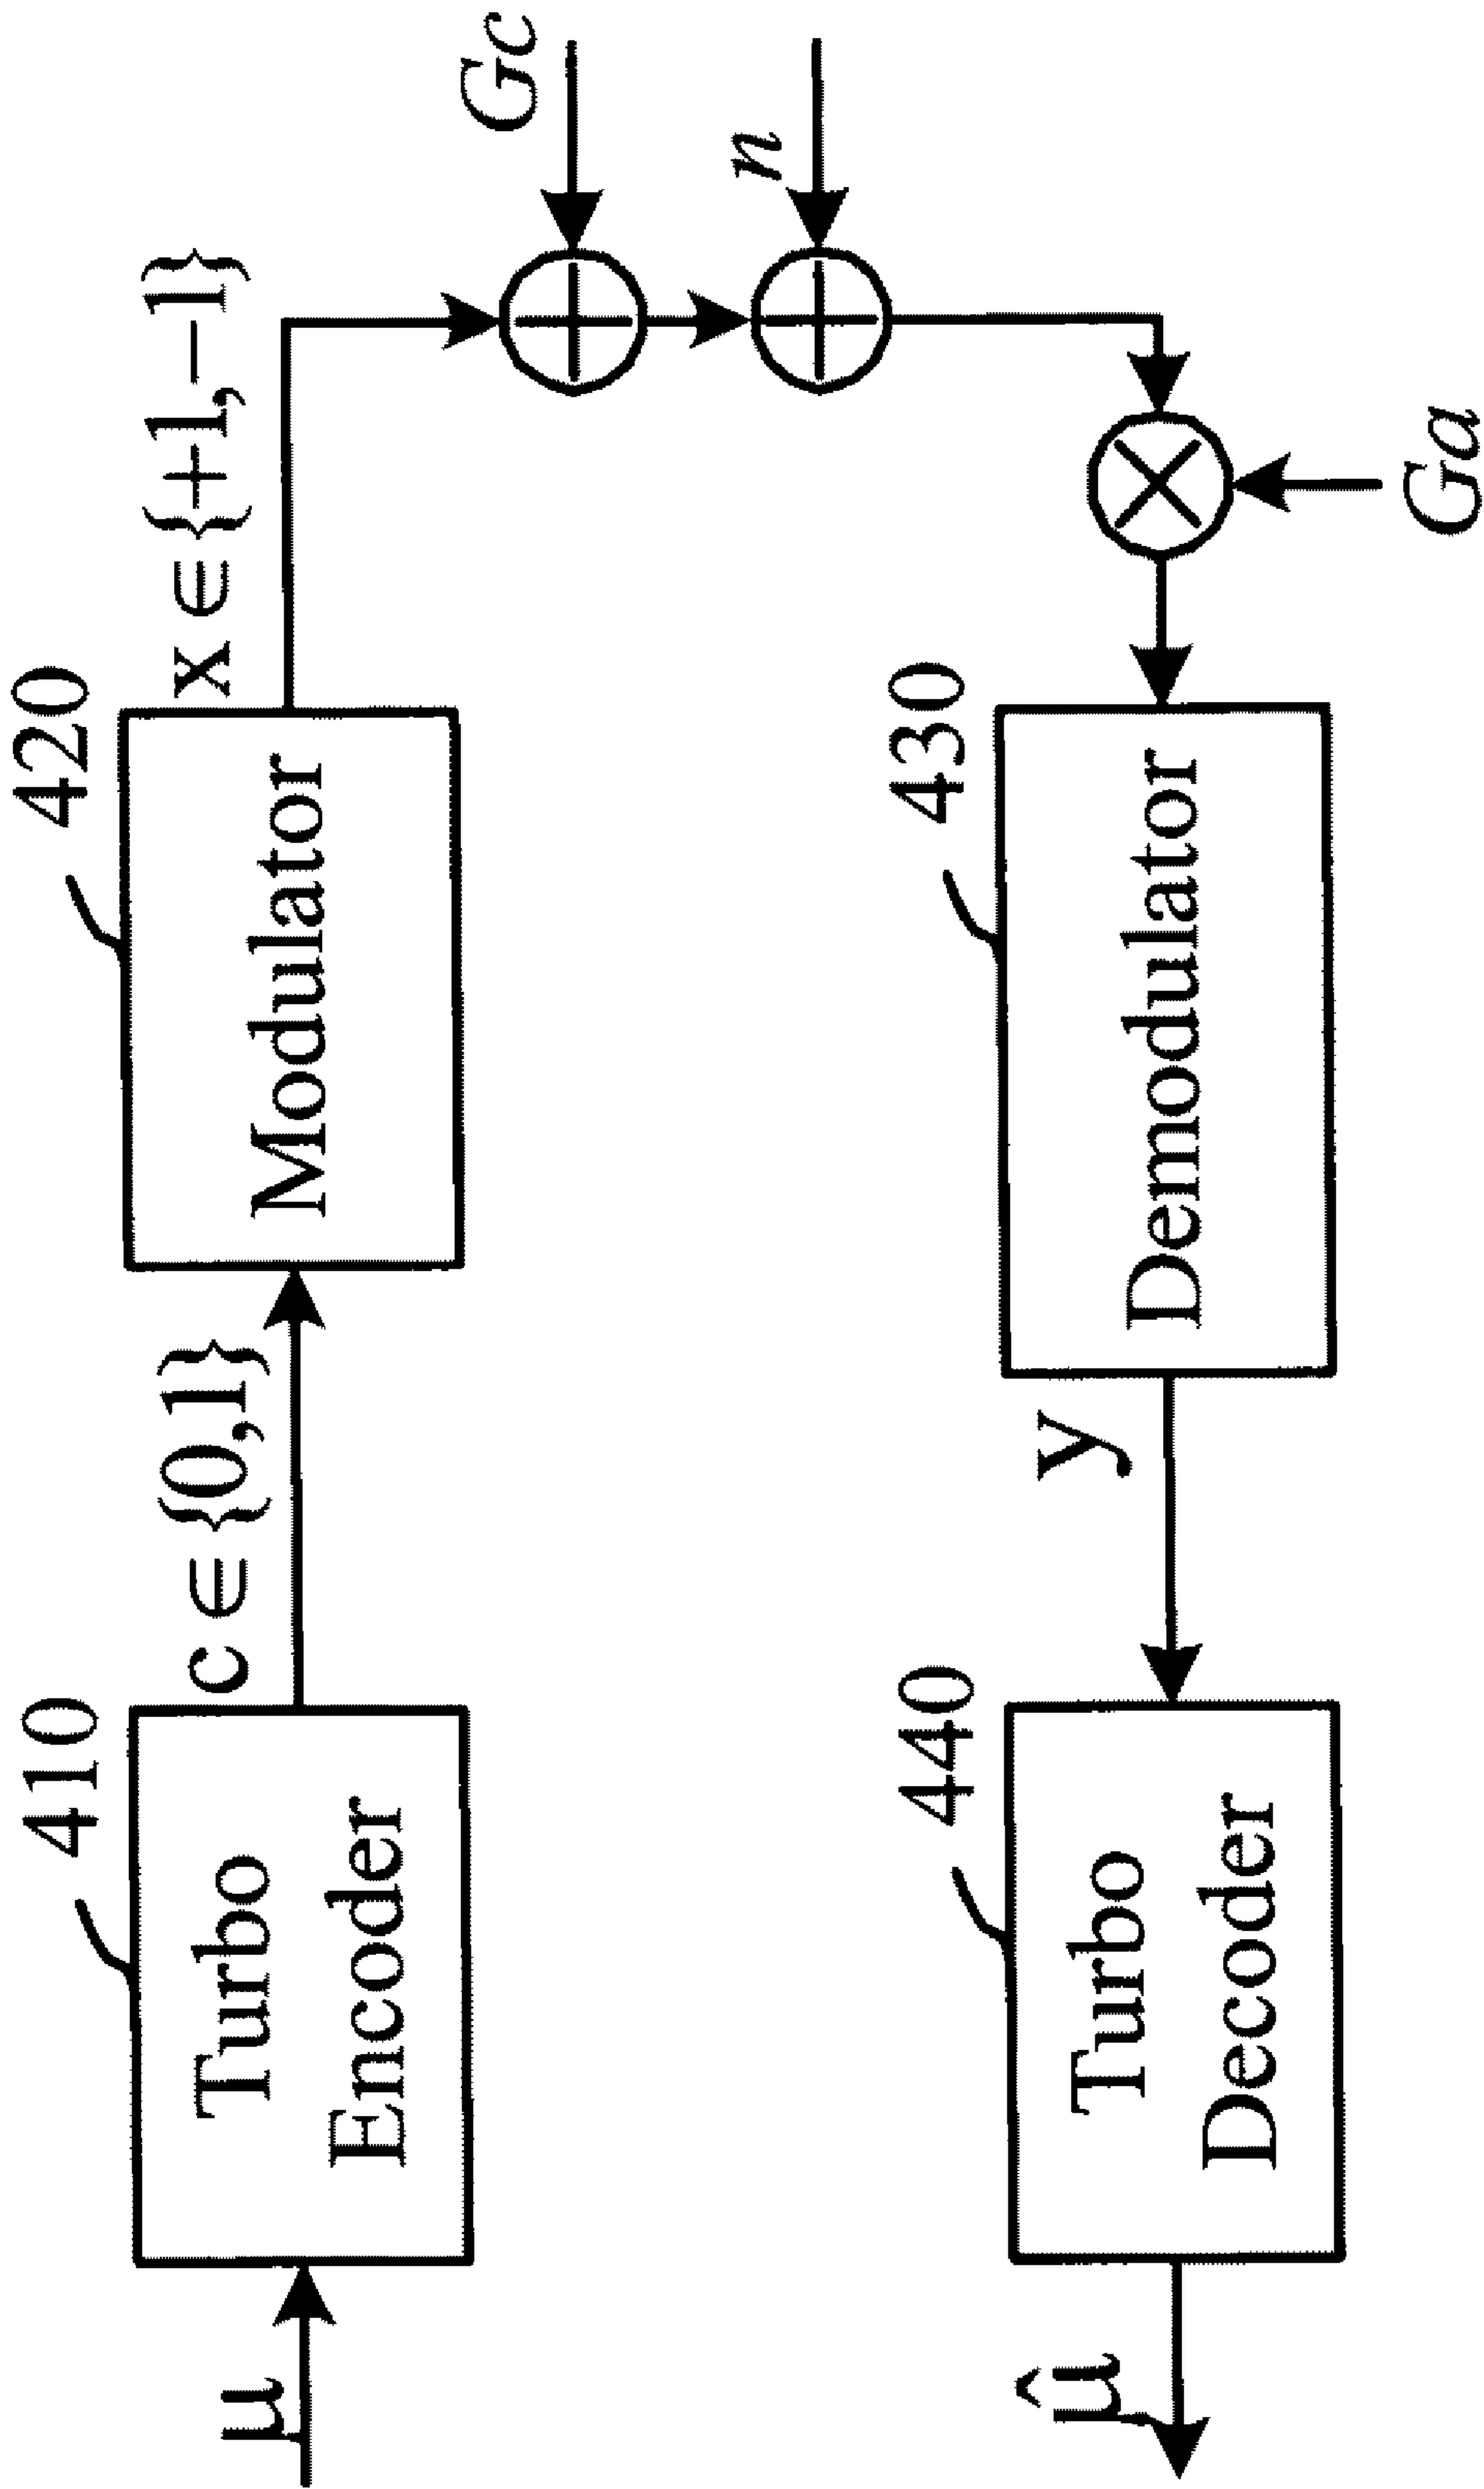 μ
410
Turbo
Encoder
c ∈ {0,1}
420
Modulator
x ∈ {+1,−1}
Gc
n
Ga
430
Demodulator
y
440
Turbo
Decoder
μ̂